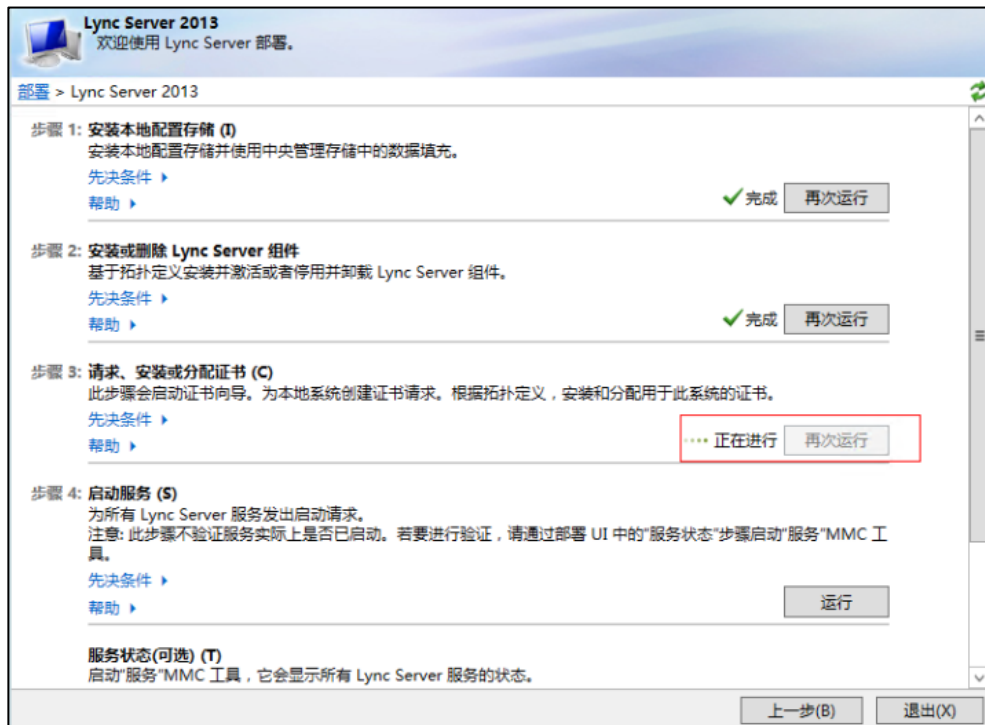 Lync Server 2013
欢迎使用 Lync Server 部署。
部署 > Lync Server 2013
步骤 1: 安装本地配置存储 (I)
安装本地配置存储并使用中央管理存储中的数据填充。
先决条件
帮助
完成 再次运行
步骤 2: 安装或删除 Lync Server 组件
基于拓扑定义安装并激活或者停用并卸载 Lync Server 组件。
先决条件
帮助
完成 再次运行
步骤 3: 请求、安装或分配证书 (C)
此步骤会启动证书向导。为本地系统创建证书请求。根据拓扑定义，安装和分配用于此系统的证书。
先决条件
帮助
正在进行 再次运行
步骤 4: 启动服务 (S)
为所有 Lync Server 服务发出启动请求。
注意: 此步骤不验证服务实际上是否已启动。若要进行验证，请通过部署 UI 中的"服务状态"步骤启动"服务"MMC 工
具。
先决条件
帮助
运行
服务状态(可选) (T)
启动"服务"MMC 工具，它会显示所有 Lync Server 服务的状态。
上一步(B) 退出(X)